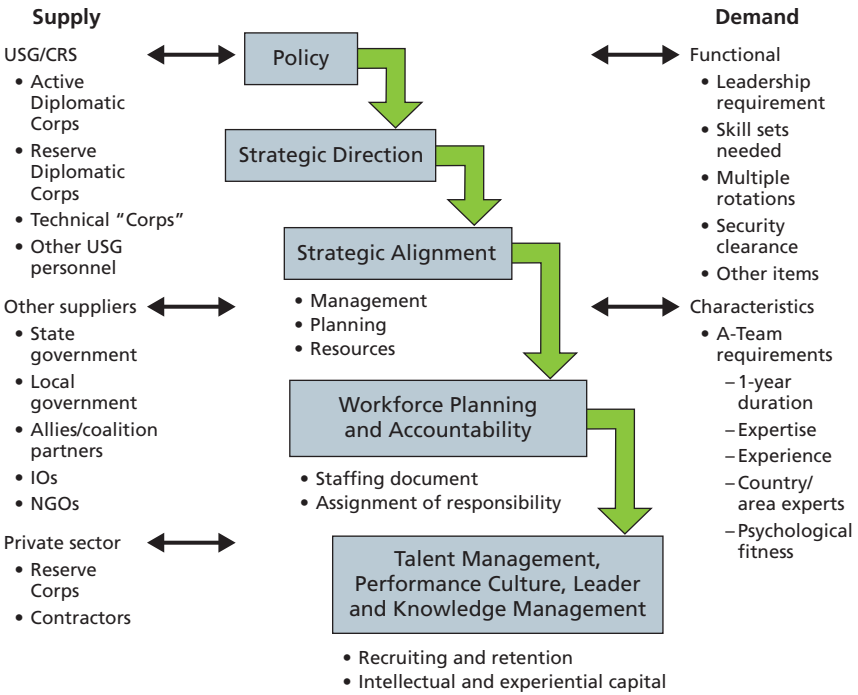 Supply
USG/CRS
• Active
Diplomatic
Corps
• Reserve
Diplomatic
Corps
• Technical “Corps”
• Other USG
personnel
Other suppliers
• State
government
• Local
government
• Allies/coalition
partners
• IOs
• NGOs
Private sector
• Reserve
Corps
• Contractors
Policy
Strategic Direction
Strategic Alignment
• Management
• Planning
• Resources
Workforce Planning
and Accountability
• Staffing document
• Assignment of responsibility
Talent Management,
Performance Culture, Leader
and Knowledge Management
• Recruiting and retention
• Intellectual and experiential capital
Demand
Functional
• Leadership
requirement
• Skill sets
needed
• Multiple
rotations
• Security
clearance
• Other items
Characteristics
• A-Team
requirements
– 1-year
duration
– Expertise
– Experience
– Country/
area experts
– Psychological
fitness